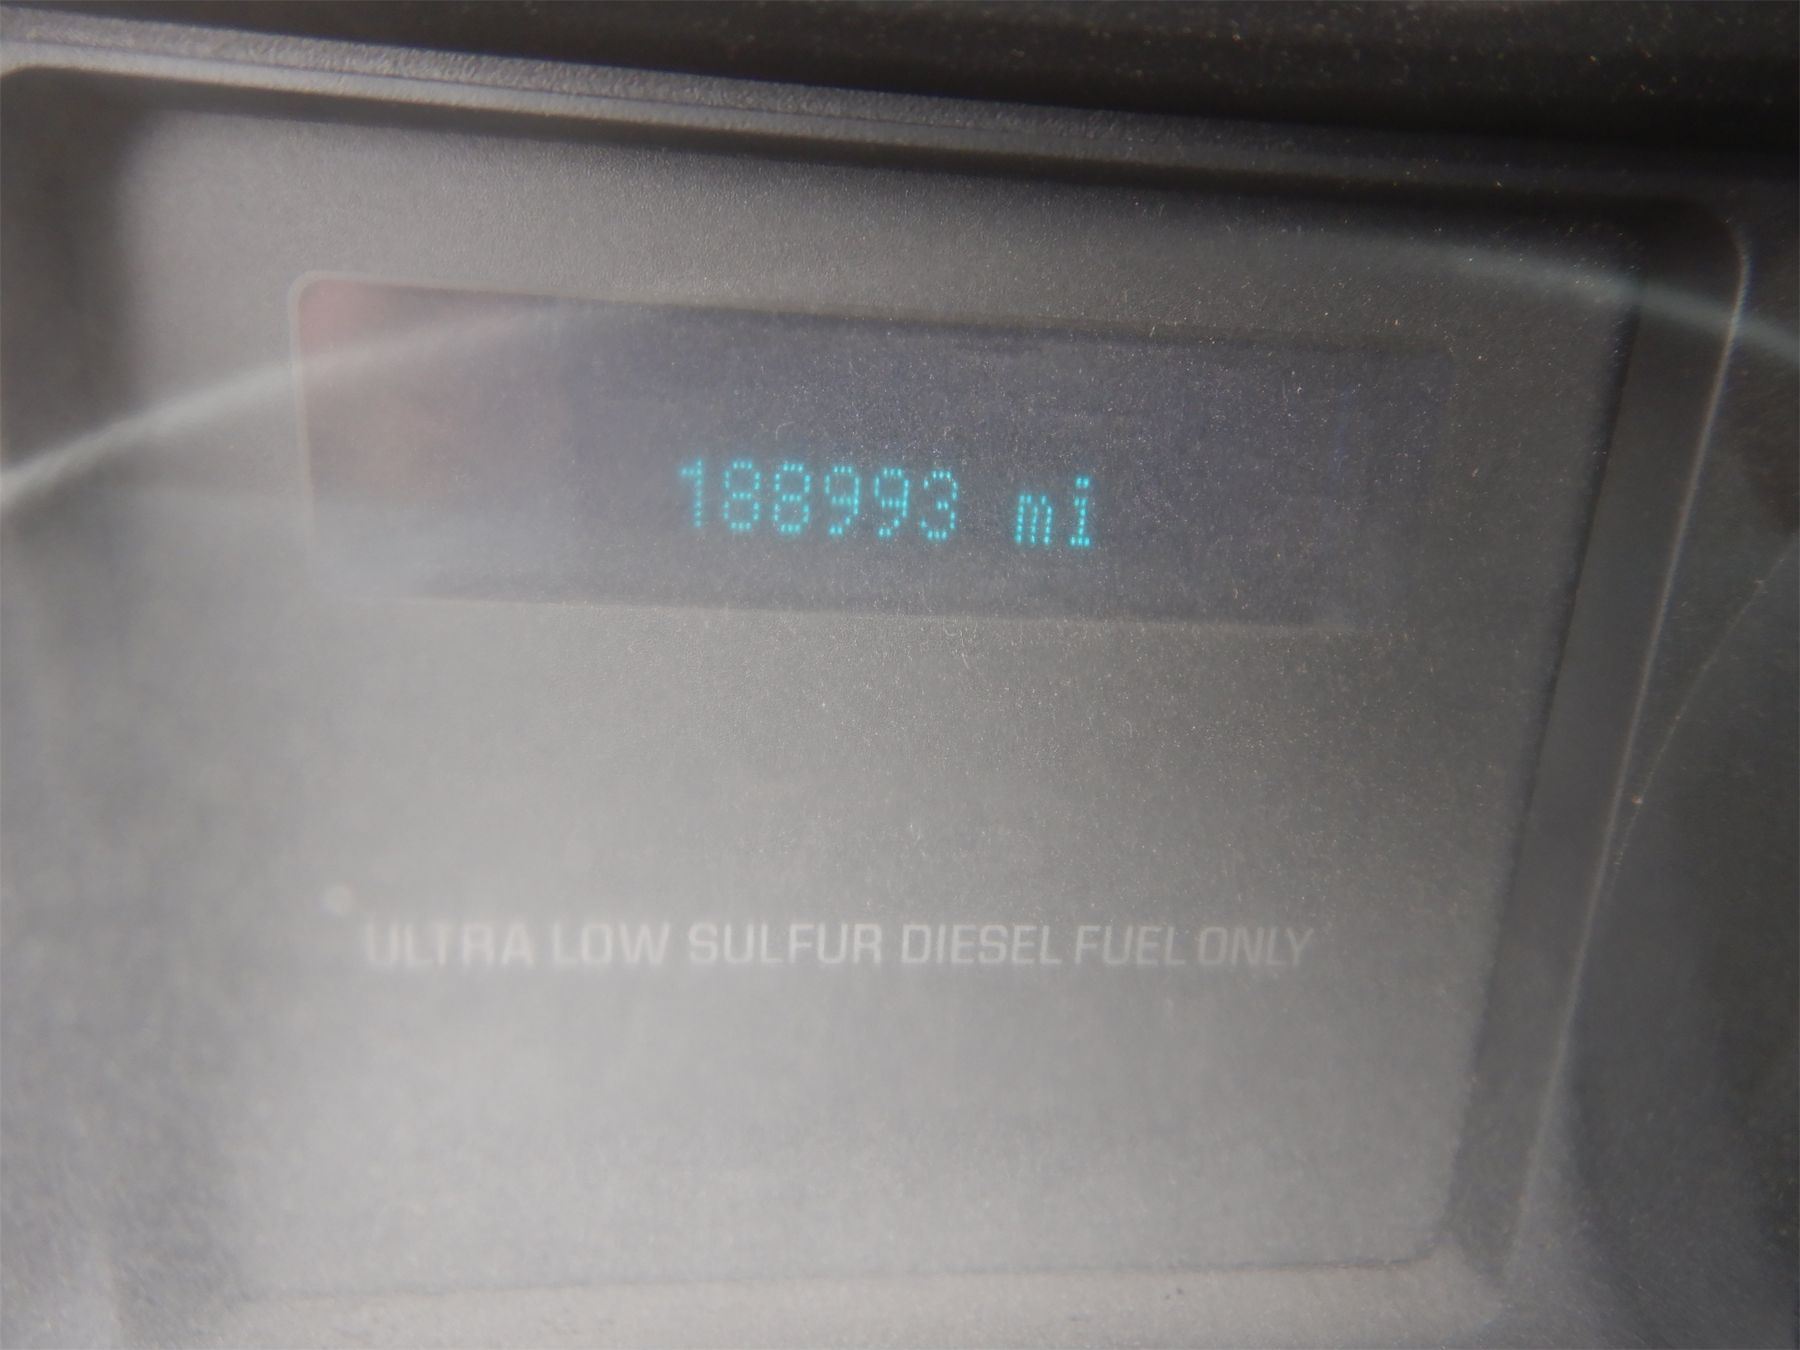 188993 mi
ULTRA LOW SULFUR DIESEL FUEL ONLY